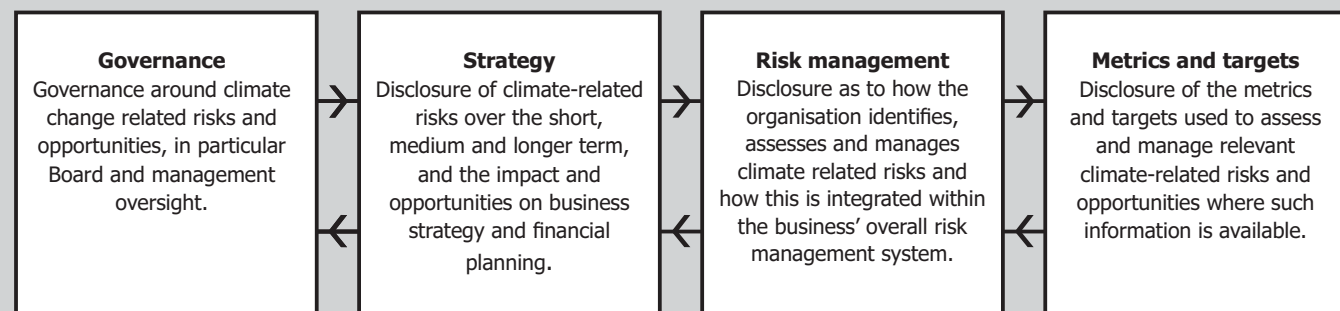 Governance
Governance around climate
change related risks and
opportunities, in particular
Board and management
oversight.
Strategy
Disclosure of climate-related
risks over the short,
medium and longer term,
and the impact and
opportunities on business
strategy and financial
planning.
Risk management
Disclosure as to how the
organisation identifies,
assesses and manages
climate related risks and
how this is integrated within
the business’ overall risk
management system.
Metrics and targets
Disclosure of the metrics
and targets used to assess
and manage relevant
climate-related risks and
opportunities where such
information is available.